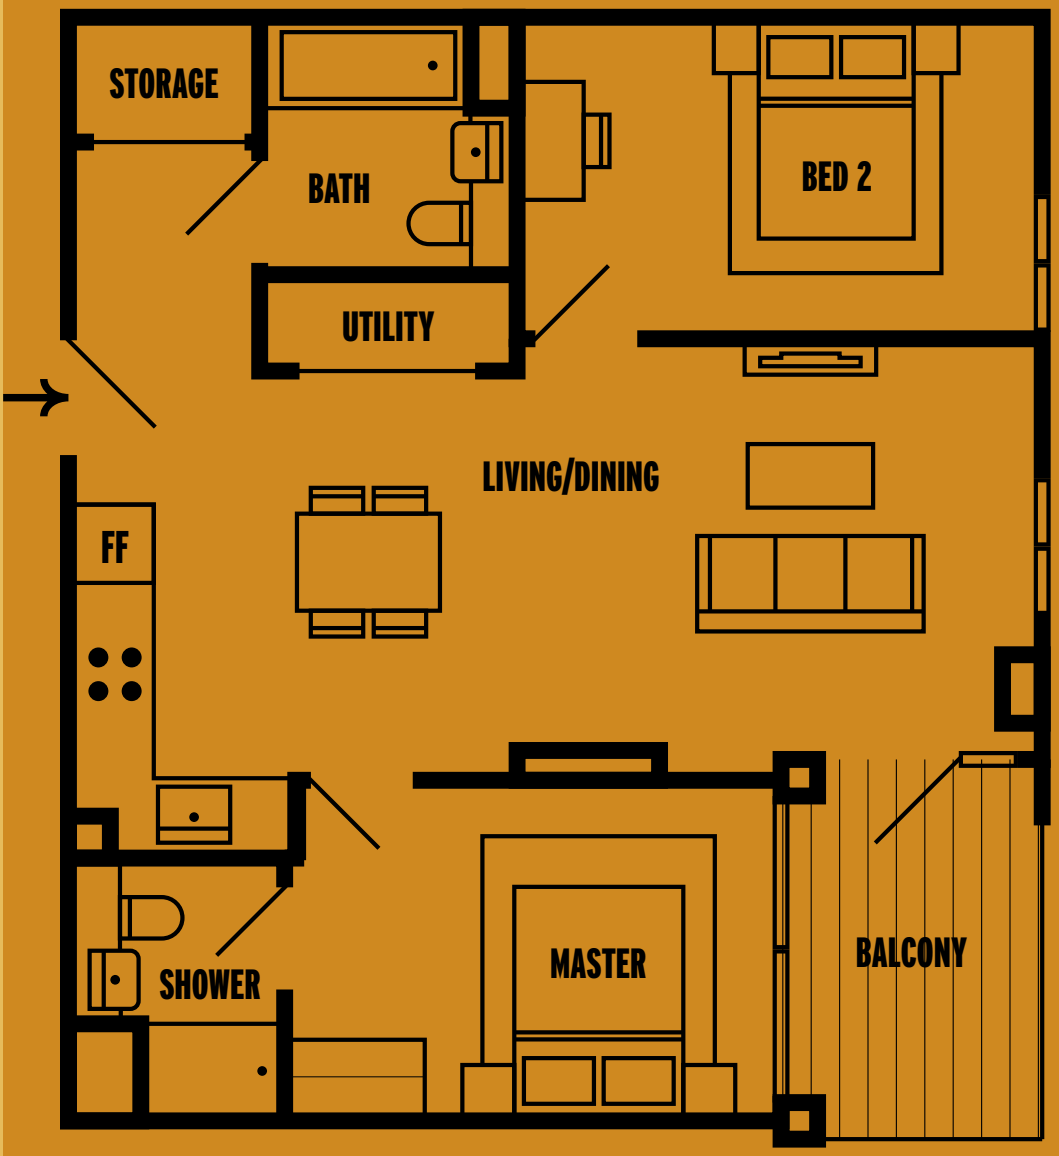 STORAGE
BATH
BED 2
UTILITY
LIVING/DINING
FF
MASTER
BALCONY
SHOWER